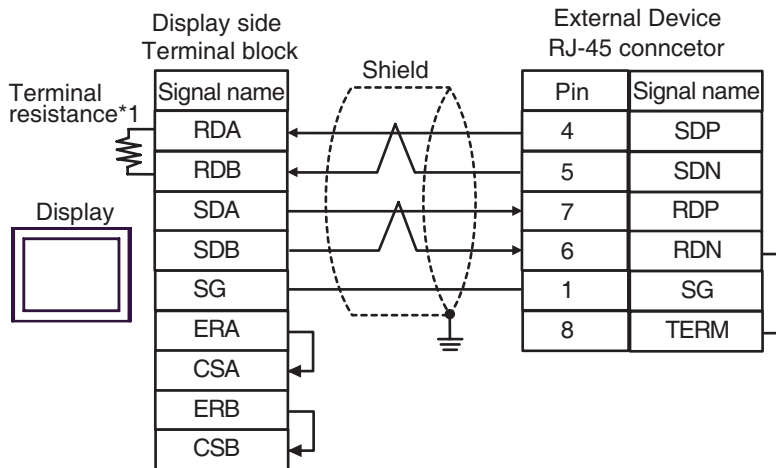 Display side
Terminal block
External Device
RJ-45 conncetor
Shield
Terminal
resistance*1
Display
Signal name
RDA
RDB
SDA
SDB
SG
ERA
CSA
ERB
CSB
Pin Signal name
4 SDP
5 SDN
7 RDP
6 RDN
1 SG
8 TERM